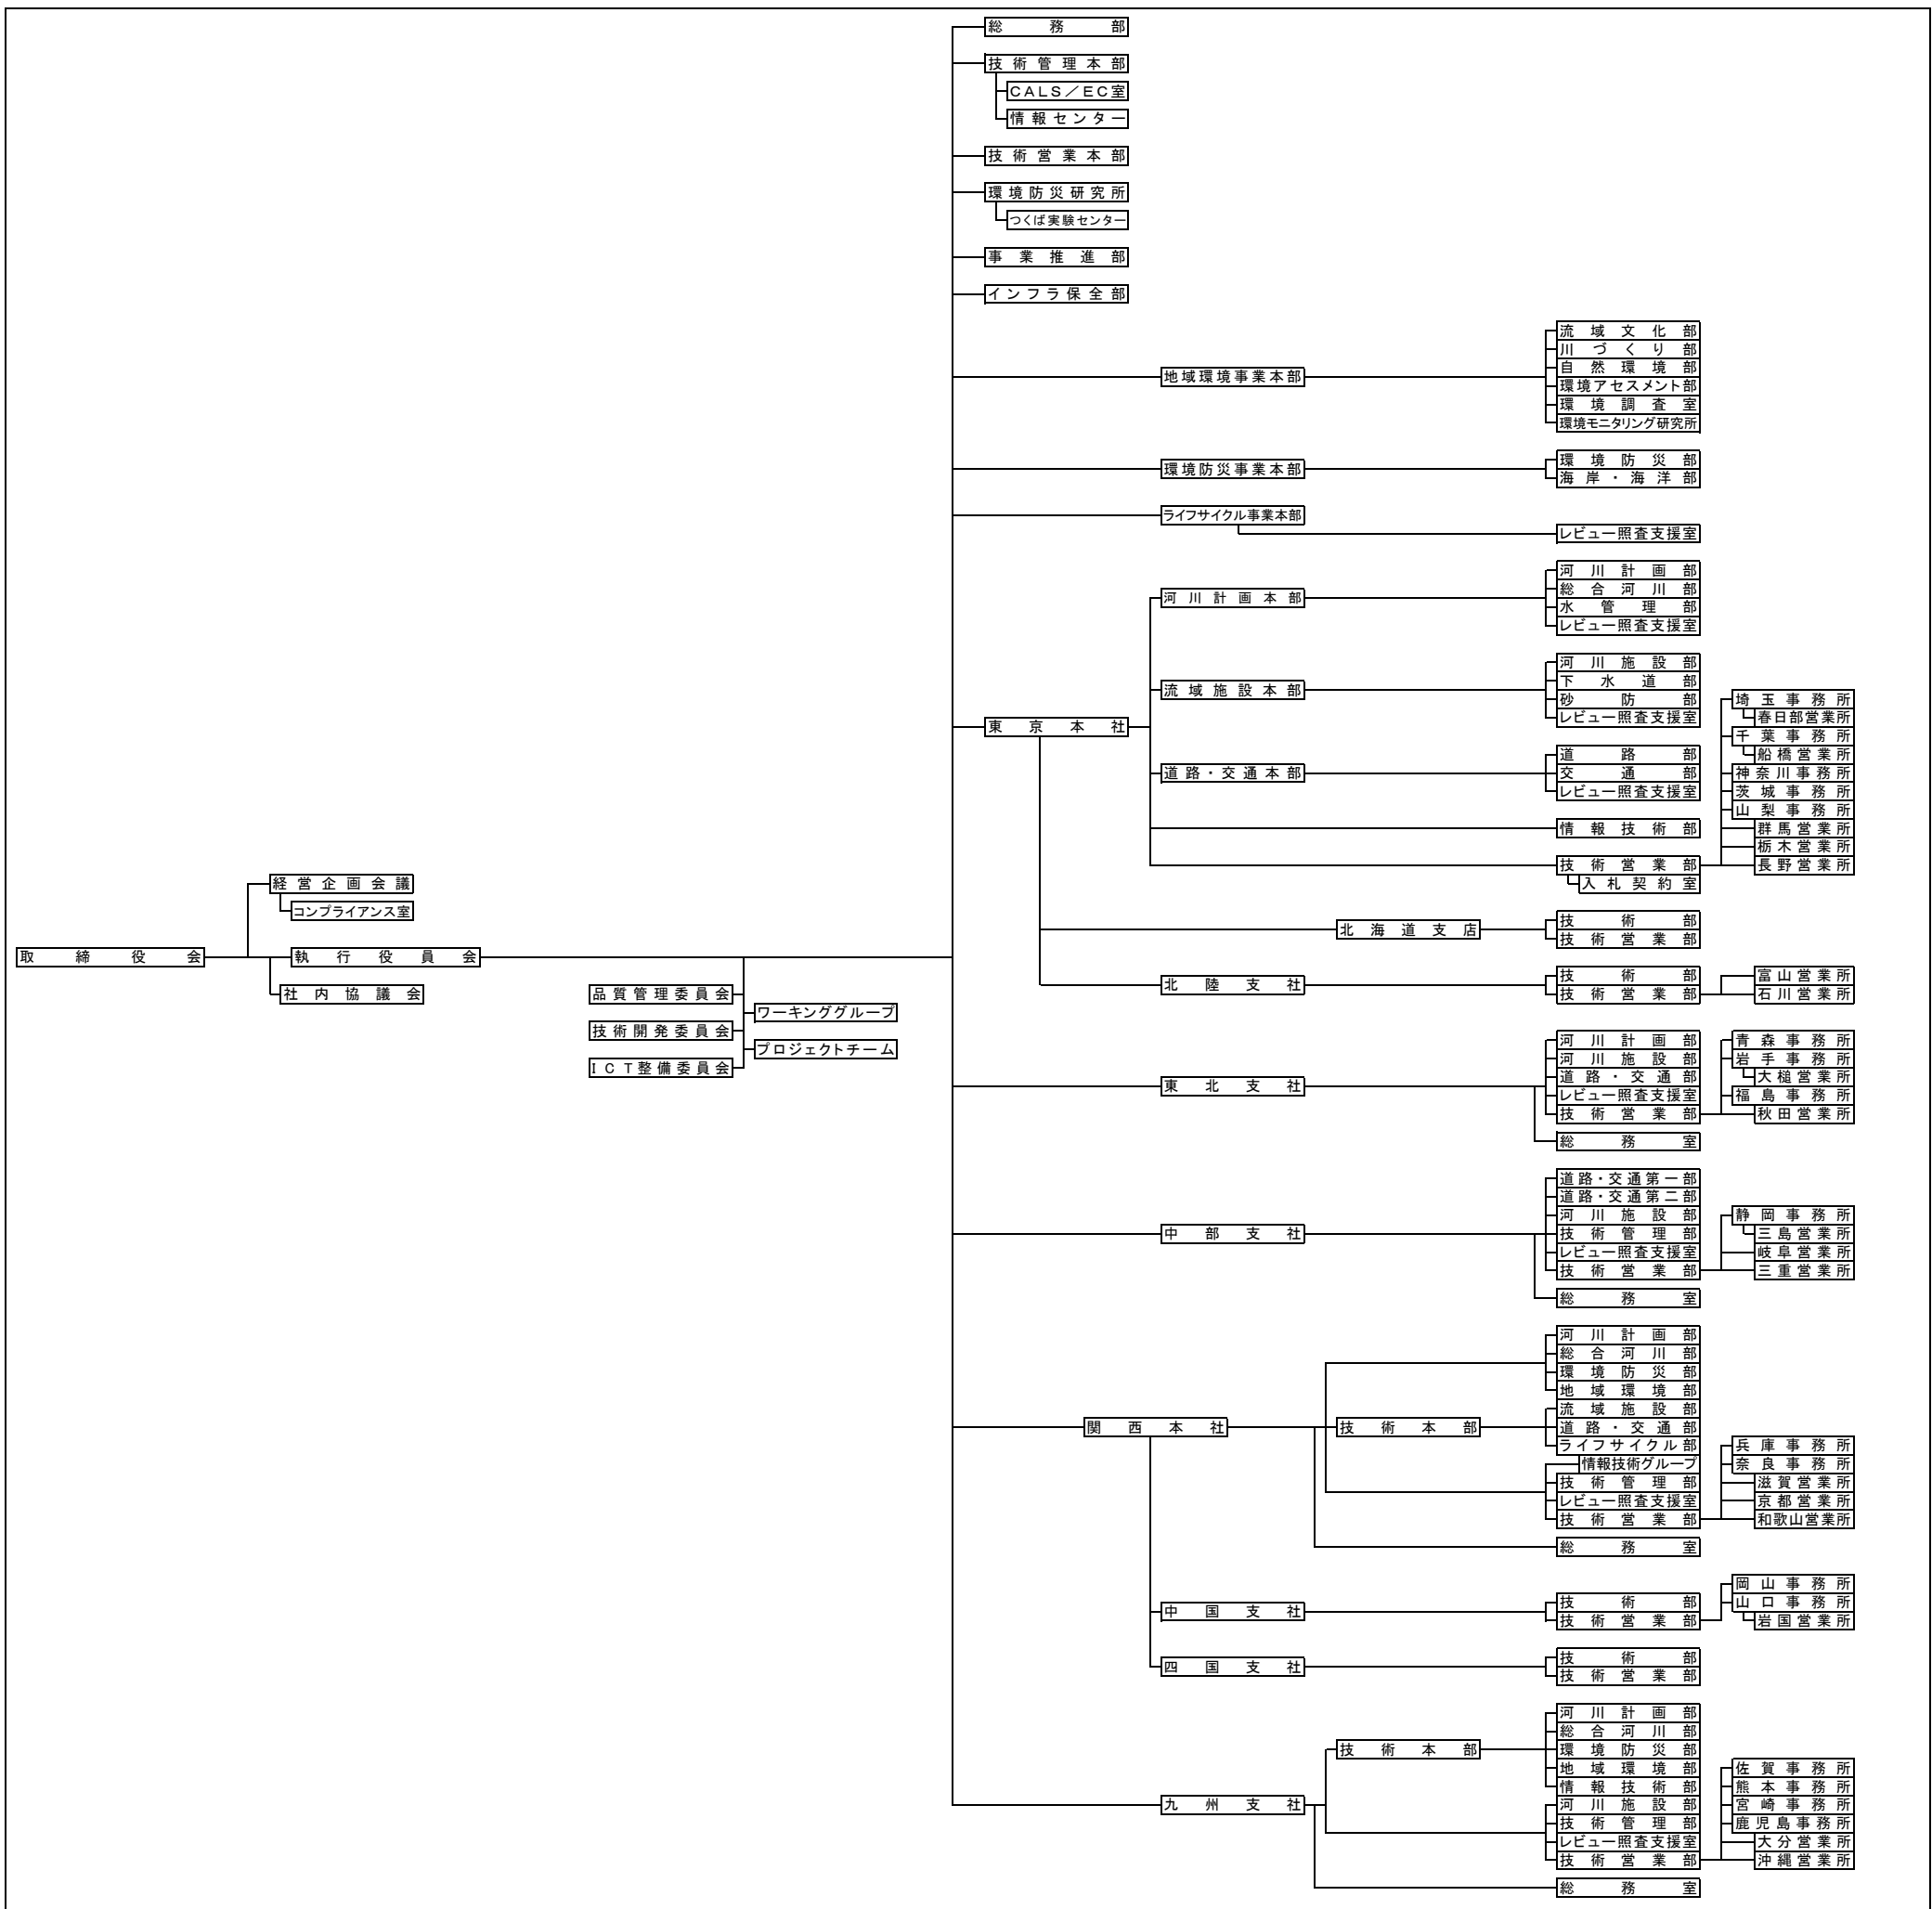 総務部
技術管理本部
CALS／EC室
情報センター
技術営業本部
環境防災研究所
つくば実験センター
事業推進部
インフラ保全部
地域環境事業本部
流域文化部
川づくり部
自然環境部
環境アセスメント部
環境調査室
環境モニタリング研究所
環境防災事業本部
環境防災部
海岸・海洋部
ライフサイクル事業本部
レビュー照査支援室
東京本社
河川計画本部
河川計画部
総合河川部
水管理部
レビュー照査支援室
流域施設本部
河川施設部
下水道部
砂防部
レビュー照査支援室
道路・交通本部
道路部
交通部
レビュー照査支援室
情報技術部
技術営業部
入札契約室
埼玉事務所
春日部営業所
千葉事務所
船橋営業所
神奈川事務所
茨城事務所
山梨事務所
群馬営業所
栃木営業所
長野営業所
経営企画会議
コンプライアンス室
取締役会
執行役員会
社内協議会
品質管理委員会
ワーキンググループ
技術開発委員会
プロジェクトチーム
ICT整備委員会
北海道支店
技術部
技術営業部
北陸支社
技術部
技術営業部
富山営業所
石川営業所
東北支社
河川計画部
河川施設部
道路・交通部
レビュー照査支援室
技術営業部
総務室
青森事務所
岩手事務所
大槌営業所
福島事務所
秋田営業所
中部支社
道路・交通第一部
道路・交通第二部
河川施設部
技術管理部
レビュー照査支援室
技術営業部
総務室
静岡事務所
三島営業所
岐阜営業所
三重営業所
関西本社
技術本部
河川計画部
総合河川部
環境防災部
地域環境部
流域施設部
道路・交通部
ライフサイクル部
情報技術グループ
技術管理部
レビュー照査支援室
技術営業部
総務室
兵庫事務所
奈良事務所
滋賀営業所
京都営業所
和歌山営業所
中国支社
技術部
技術営業部
岡山事務所
山口事務所
岩国営業所
四国支社
技術部
技術営業部
九州支社
技術本部
河川計画部
総合河川部
環境防災部
地域環境部
情報技術部
河川施設部
技術管理部
レビュー照査支援室
技術営業部
総務室
佐賀事務所
熊本事務所
宮崎事務所
鹿児島事務所
大分営業所
沖縄営業所